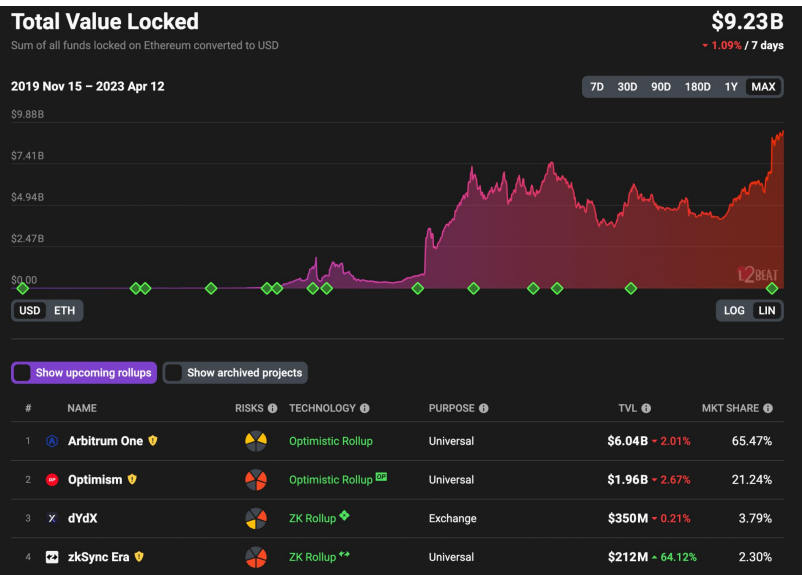 Total Value Locked
$9.23B
Sum of all funds locked on Ethereum converted to USD
1.09% / 7 days
2019 Nov 15 – 2023 Apr 12
7D 30D 90D 180D 1Y MAX
$9.88B
$7.41B
$4.94B
$2.47B
$0.00
L2BEAT
USD ETH
LOG LIN
Show upcoming rollups
Show archived projects
# NAME RISKS TECHNOLOGY PURPOSE TVL MKT SHARE
1 Arbitrum One Optimistic Rollup Universal $6.04B 2.01% 65.47%
2 Optimism Optimistic Rollup OP Universal $1.96B 2.67% 21.24%
3 dYdX ZK Rollup Exchange $350M 0.21% 3.79%
4 zkSync Era ZK Rollup Universal $212M 64.12% 2.30%